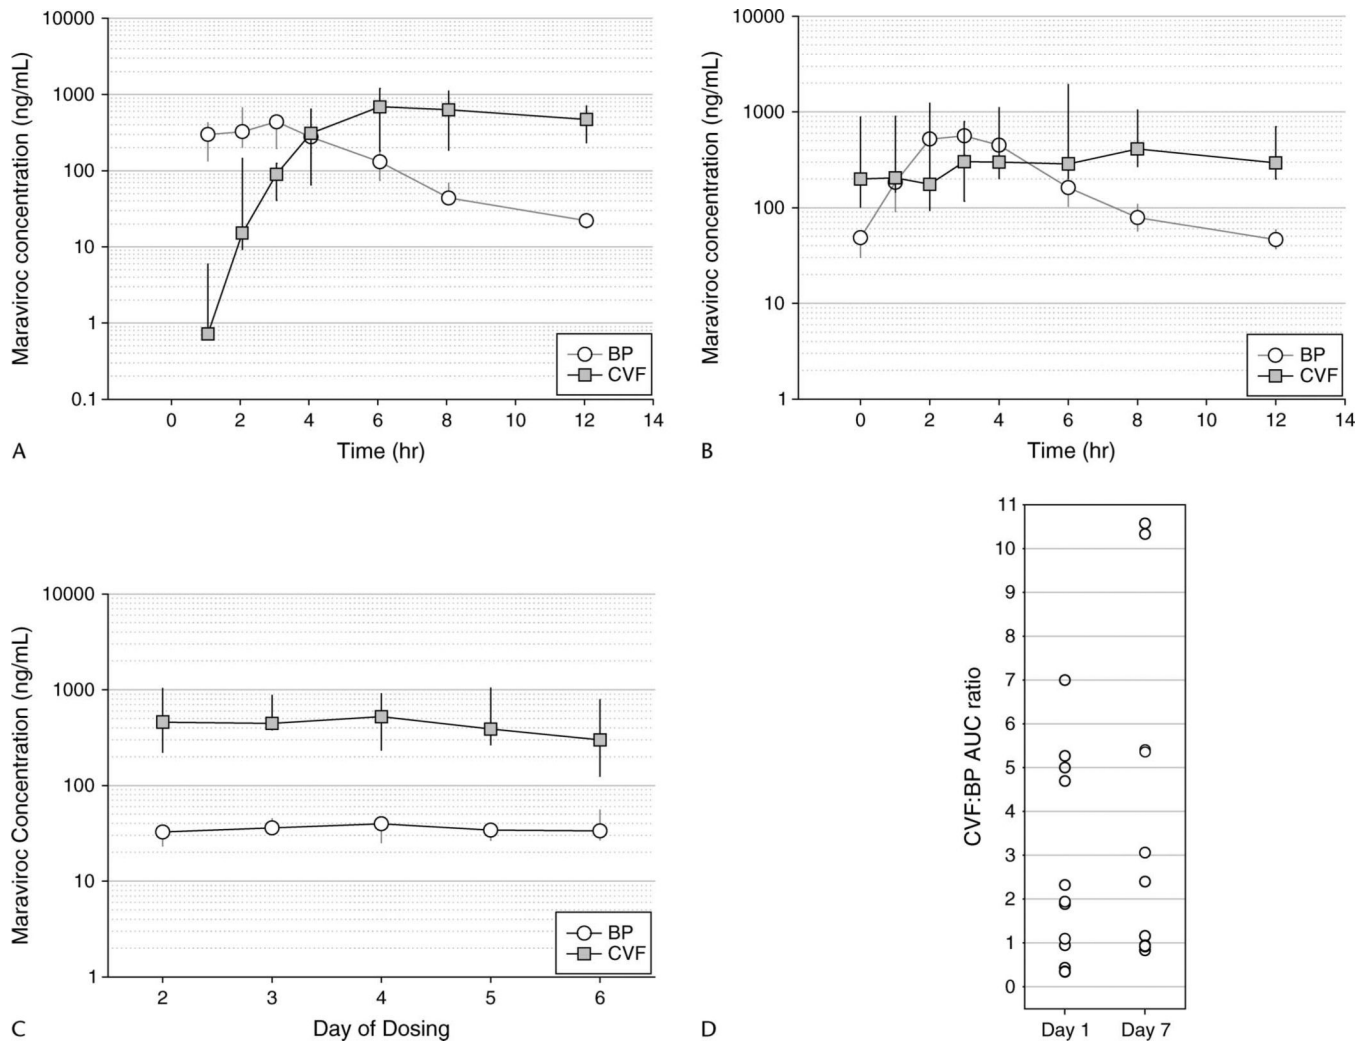 10000
1000
100
10
1
0.1
Maraviroc concentration (ng/mL)
0 2 4 6 8 10 12 14
Time (hr)
BP
CVF
A
10000
1000
100
10
1
Maraviroc concentration (ng/mL)
0 2 4 6 8 10 12 14
Time (hr)
BP
CVF
B
10000
1000
100
10
1
Maraviroc Concentration (ng/mL)
2 3 4 5 6
Day of Dosing
BP
CVF
C
11
10
9
8
7
6
5
4
3
2
1
0
CVF:BP AUC ratio
Day 1 Day 7
D